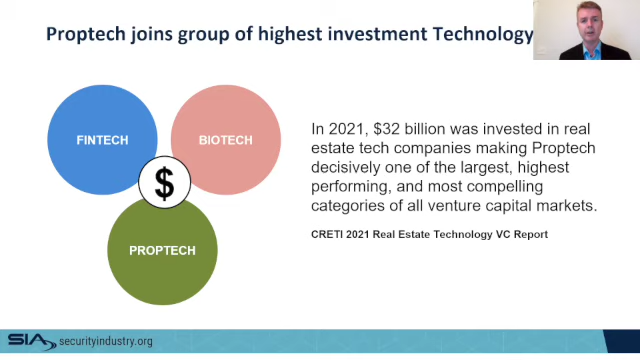 Proptech joins group of highest investment Technology
FINTECH
BIOTECH
$
PROPTECH
In 2021, $32 billion was invested in real
estate tech companies making Proptech
decisively one of the largest, highest
performing, and most compelling
categories of all venture capital markets.
CRETI 2021 Real Estate Technology VC Report
SIA securityindustry.org